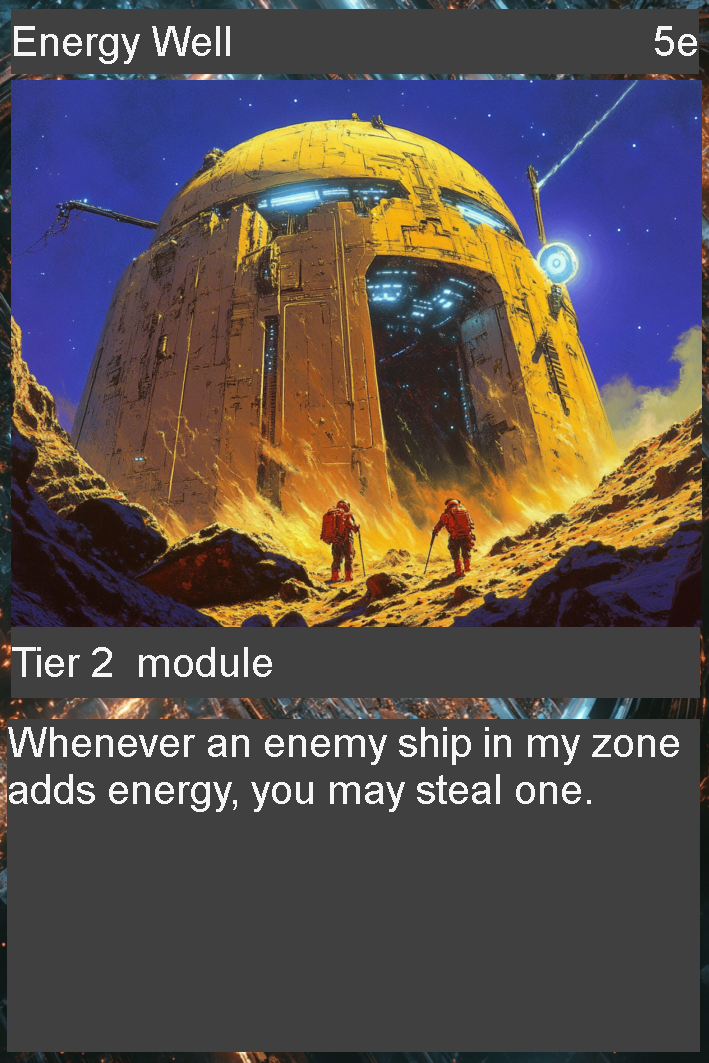 Energy Well 5e
Tier 2 module
Whenever an enemy ship in my zone
adds energy, you may steal one.